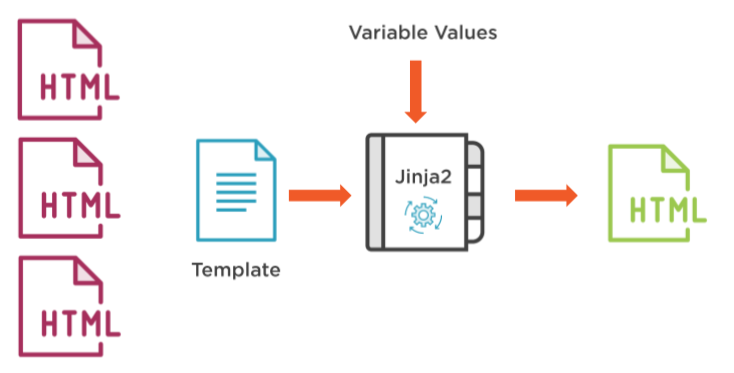 HTML
HTML
HTML
Template
Variable Values
Jinja2
HTML